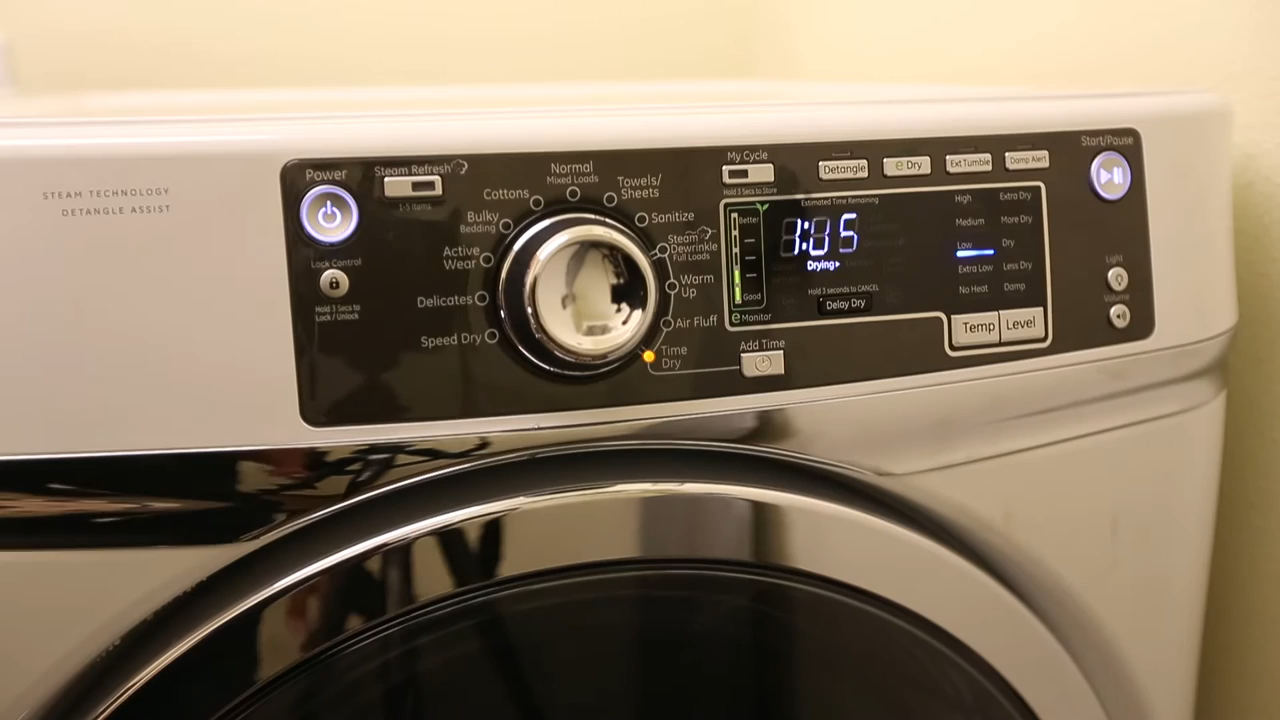 STEAM TECHNOLOGY
DETANGLE ASSIST
Power
Lock Control
Hold 3 Secs to
Lock / Unlock
Steam Refresh
1-5 Items
Normal
Mixed Loads
Cottons
Bulky
Bedding
Active
Wear
Delicates
Speed Dry
Towels/
Sheets
Sanitize
Steam
Dewrinkle
Full Loads
Warm
Up
Air Fluff
Time
Dry
My Cycle
Hold 3 Secs to Store
Detangle
e Dry
Ext Tumble
Damp Alert
Estimated Time Remaining
Better
Good
e Monitor
1:05
Drying
Hold 3 seconds to CANCEL
Delay Dry
Add Time
High
Medium
Low
Extra Low
No Heat
Extra Dry
More Dry
Dry
Less Dry
Damp
Temp
Level
Start/Pause
Light
Volume